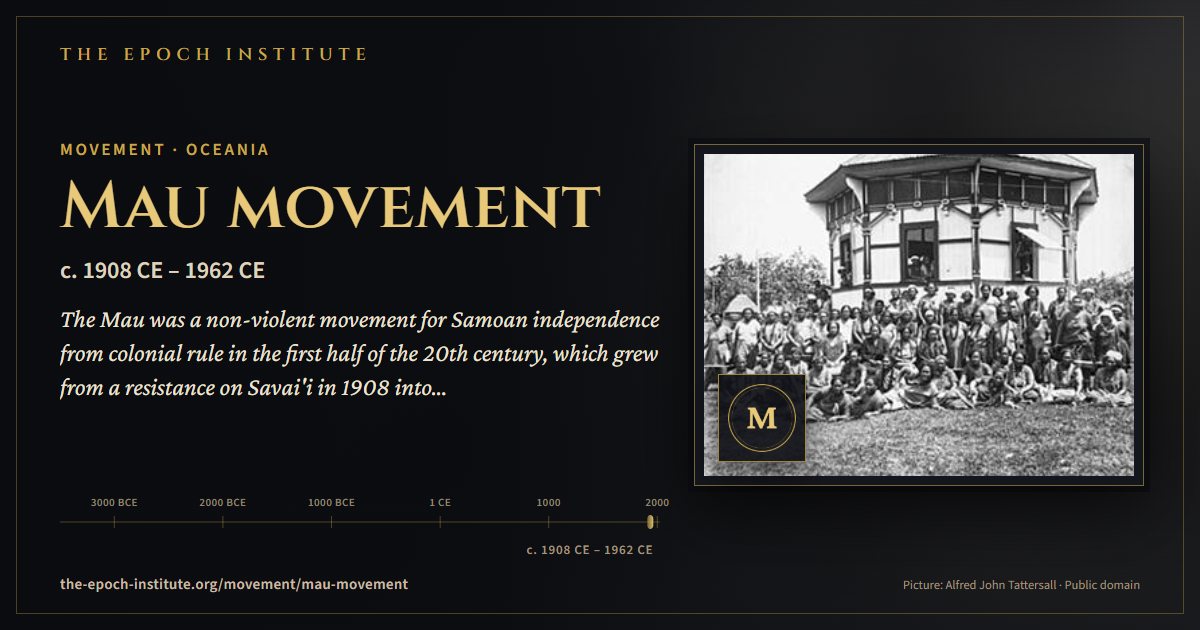 THE EPOCH INSTITUTE
MOVEMENT · OCEANIA
MAU MOVEMENT
c. 1908 CE – 1962 CE
The Mau was a non-violent movement for Samoan independence
from colonial rule in the first half of the 20th century, which grew
from a resistance on Savai'i in 1908 into...
M
3000 BCE 2000 BCE 1000 BCE 1 CE 1000 2000
c. 1908 CE – 1962 CE
the-epoch-institute.org/movement/mau-movement
Picture: Alfred John Tattersall · Public domain